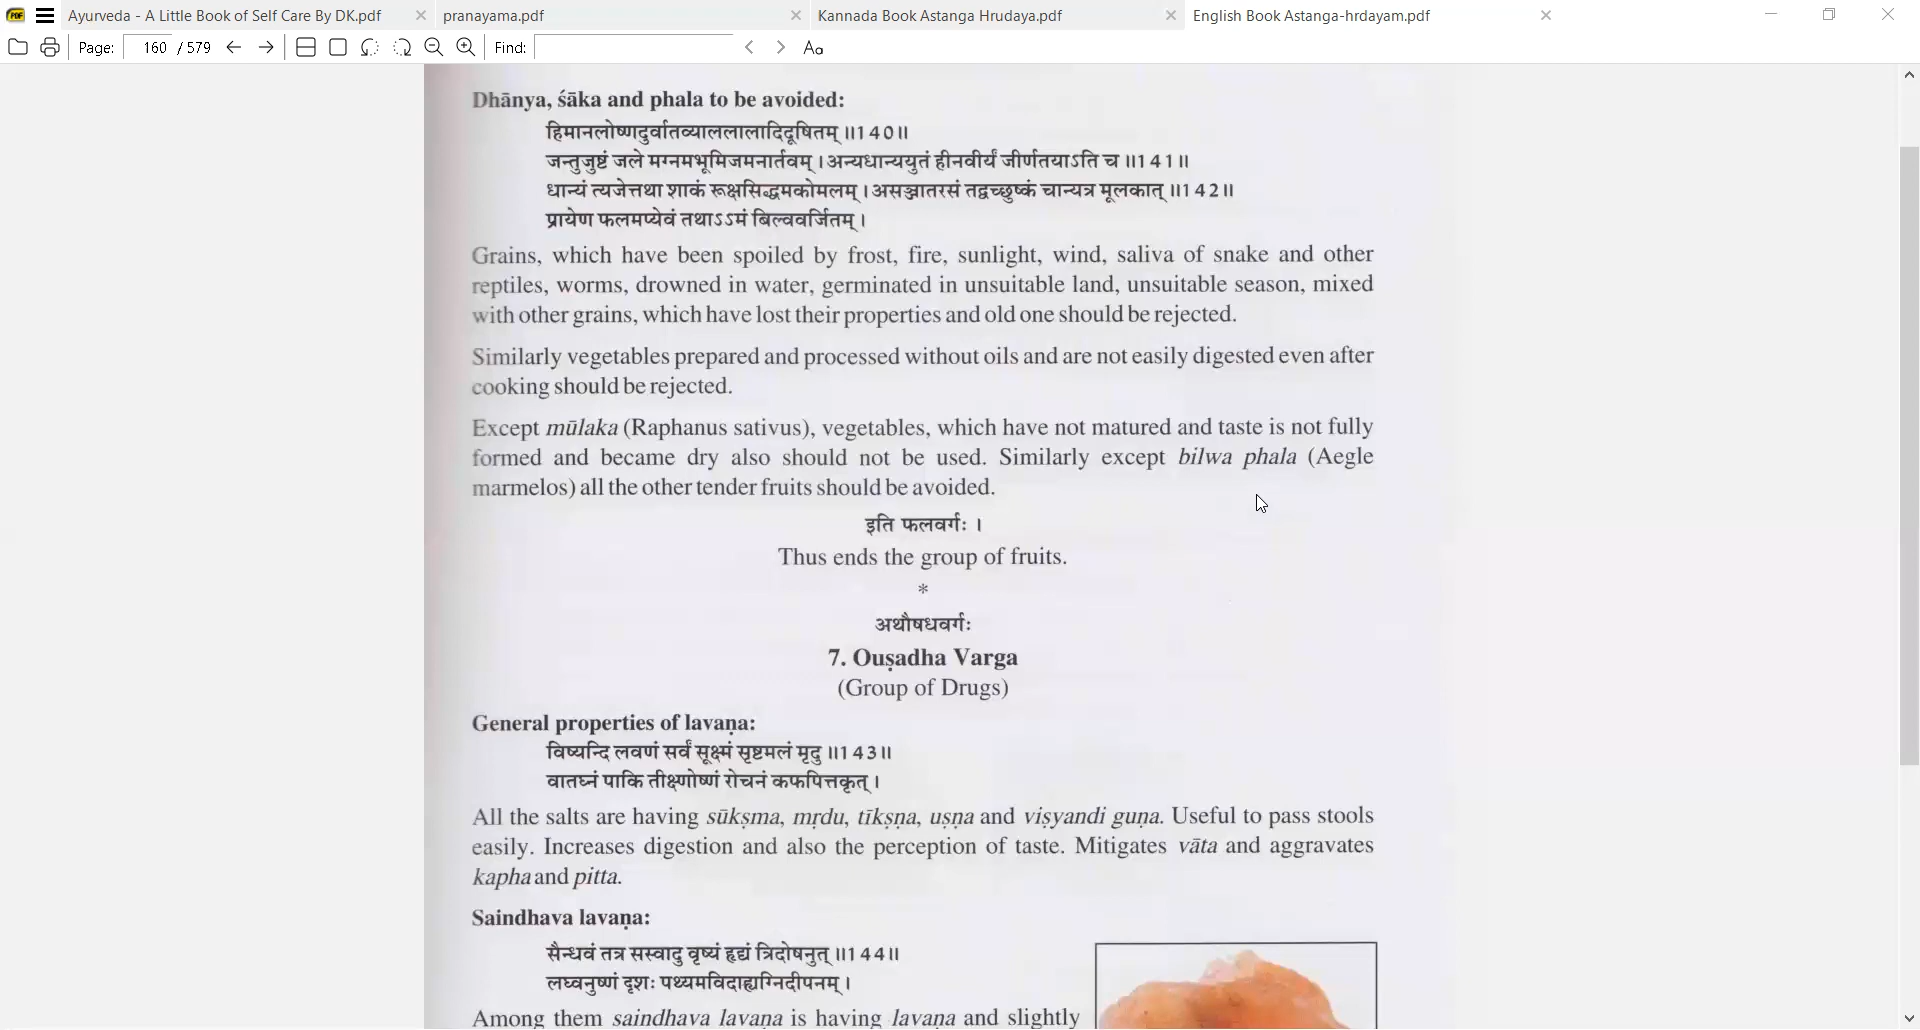 Ayurveda - A Little Book of Self Care By DK.pdf
pranayama.pdf
Kannada Book Astanga Hrudaya.pdf
English Book Astanga-hrdayam.pdf
Page: 160 / 579
Find:
Aa
Dhānya, śāka and phala to be avoided:
हिमानलोष्णदुर्वातव्याललालादिदूषितम् ॥140॥
जन्तुजुष्टं जले मग्नमभूमिजमनार्तवम् । अन्यधान्ययुतं हीनवीर्यं जीर्णतयाऽति च ॥141॥
धान्यं त्यजेत्तथा शाकं रूक्षसिद्धमकोमलम् । असञ्जातरसं तद्वच्छुष्कं चान्यत्र मूलकात् ॥142॥
प्रायेण फलमप्येवं तथाऽऽमं बिल्ववर्जितम् ।
Grains, which have been spoiled by frost, fire, sunlight, wind, saliva of snake and other
reptiles, worms, drowned in water, germinated in unsuitable land, unsuitable season, mixed
with other grains, which have lost their properties and old one should be rejected.
Similarly vegetables prepared and processed without oils and are not easily digested even after
cooking should be rejected.
Except mūlaka (Raphanus sativus), vegetables, which have not matured and taste is not fully
formed and became dry also should not be used. Similarly except bilwa phala (Aegle
marmelos) all the other tender fruits should be avoided.
इति फलवर्गः ।
Thus ends the group of fruits.
*
अथौषधवर्गः
7. Ouṣadha Varga
(Group of Drugs)
General properties of lavaṇa:
विष्यन्दि लवणं सर्वं सूक्ष्मं सृष्टमलं मृदु ॥143॥
वातघ्नं पाकि तीक्ष्णोष्णं रोचनं कफपित्तकृत् ।
All the salts are having sūkṣma, mṛdu, tīkṣṇa, uṣṇa and viṣyandi guṇa. Useful to pass stools
easily. Increases digestion and also the perception of taste. Mitigates vāta and aggravates
kapha and pitta.
Saindhava lavaṇa:
सैन्धवं तत्र सस्वादु वृष्यं हृद्यं त्रिदोषनुत् ॥144॥
लघ्वनुष्णं दृशः पथ्यमविदाह्यग्निदीपनम् ।
Among them saindhava lavaṇa is having lavaṇa and slightly